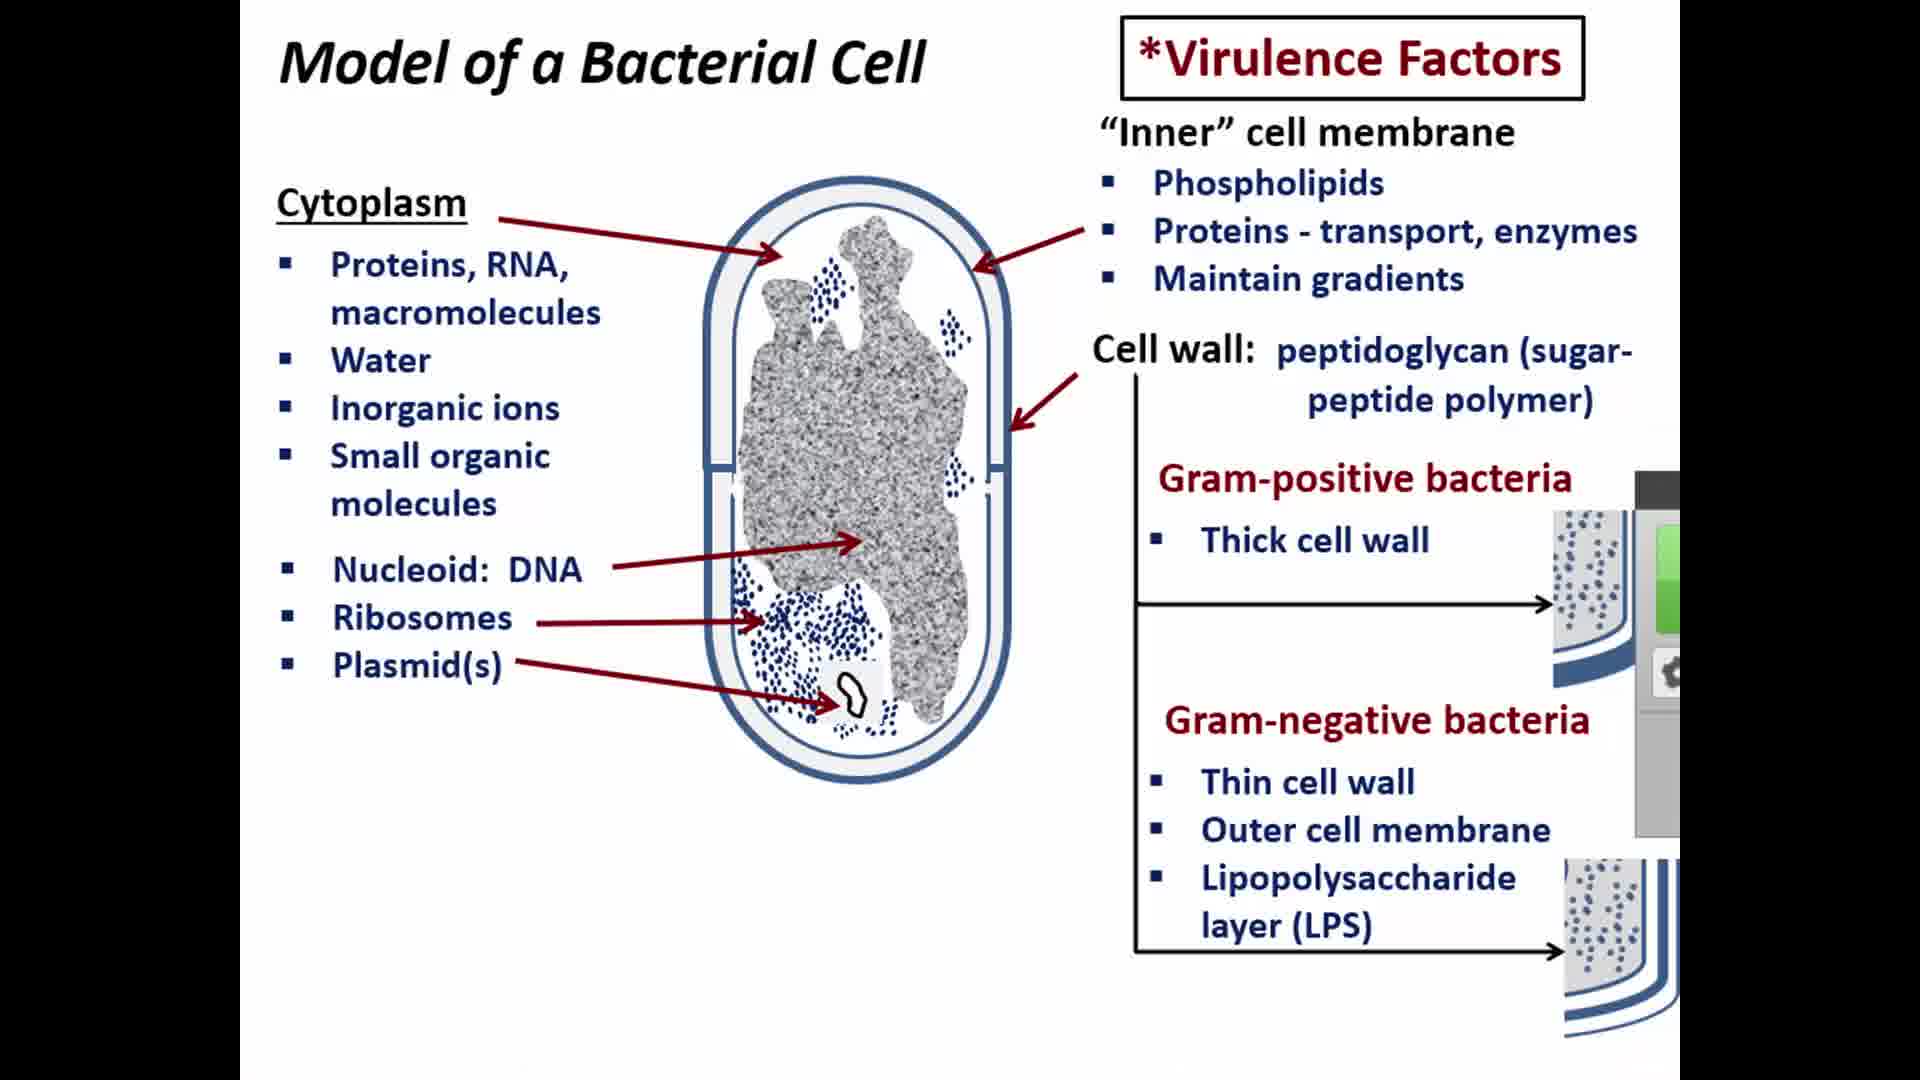 Model of a Bacterial Cell
*Virulence Factors
Cytoplasm
▪ Proteins, RNA,
macromolecules
▪ Water
▪ Inorganic ions
▪ Small organic
molecules
▪ Nucleoid: DNA
▪ Ribosomes
▪ Plasmid(s)
“Inner” cell membrane
▪ Phospholipids
▪ Proteins - transport, enzymes
▪ Maintain gradients
Cell wall: peptidoglycan (sugar-
peptide polymer)
Gram-positive bacteria
▪ Thick cell wall
Gram-negative bacteria
▪ Thin cell wall
▪ Outer cell membrane
▪ Lipopolysaccharide
layer (LPS)